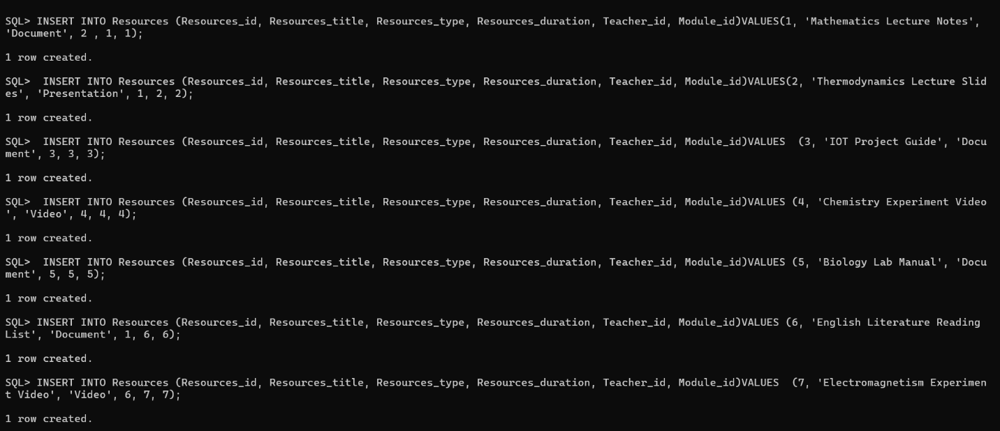 SQL> INSERT INTO Resources (Resources_id, Resources_title, Resources_type, Resources_duration, Teacher_id, Module_id)VALUES(1, 'Mathematics Lecture Notes',
'Document', 2 , 1, 1);
1 row created.
SQL>  INSERT INTO Resources (Resources_id, Resources_title, Resources_type, Resources_duration, Teacher_id, Module_id)VALUES(2, 'Thermodynamics Lecture Slid
es', 'Presentation', 1, 2, 2);
1 row created.
SQL>  INSERT INTO Resources (Resources_id, Resources_title, Resources_type, Resources_duration, Teacher_id, Module_id)VALUES  (3, 'IOT Project Guide', 'Docu
ment', 3, 3, 3);
1 row created.
SQL>  INSERT INTO Resources (Resources_id, Resources_title, Resources_type, Resources_duration, Teacher_id, Module_id)VALUES (4, 'Chemistry Experiment Video
', 'Video', 4, 4, 4);
1 row created.
SQL>  INSERT INTO Resources (Resources_id, Resources_title, Resources_type, Resources_duration, Teacher_id, Module_id)VALUES (5, 'Biology Lab Manual', 'Docu
ment', 5, 5, 5);
1 row created.
SQL> INSERT INTO Resources (Resources_id, Resources_title, Resources_type, Resources_duration, Teacher_id, Module_id)VALUES (6, 'English Literature Reading
List', 'Document', 1, 6, 6);
1 row created.
SQL> INSERT INTO Resources (Resources_id, Resources_title, Resources_type, Resources_duration, Teacher_id, Module_id)VALUES  (7, 'Electromagnetism Experimen
t Video', 'Video', 6, 7, 7);
1 row created.